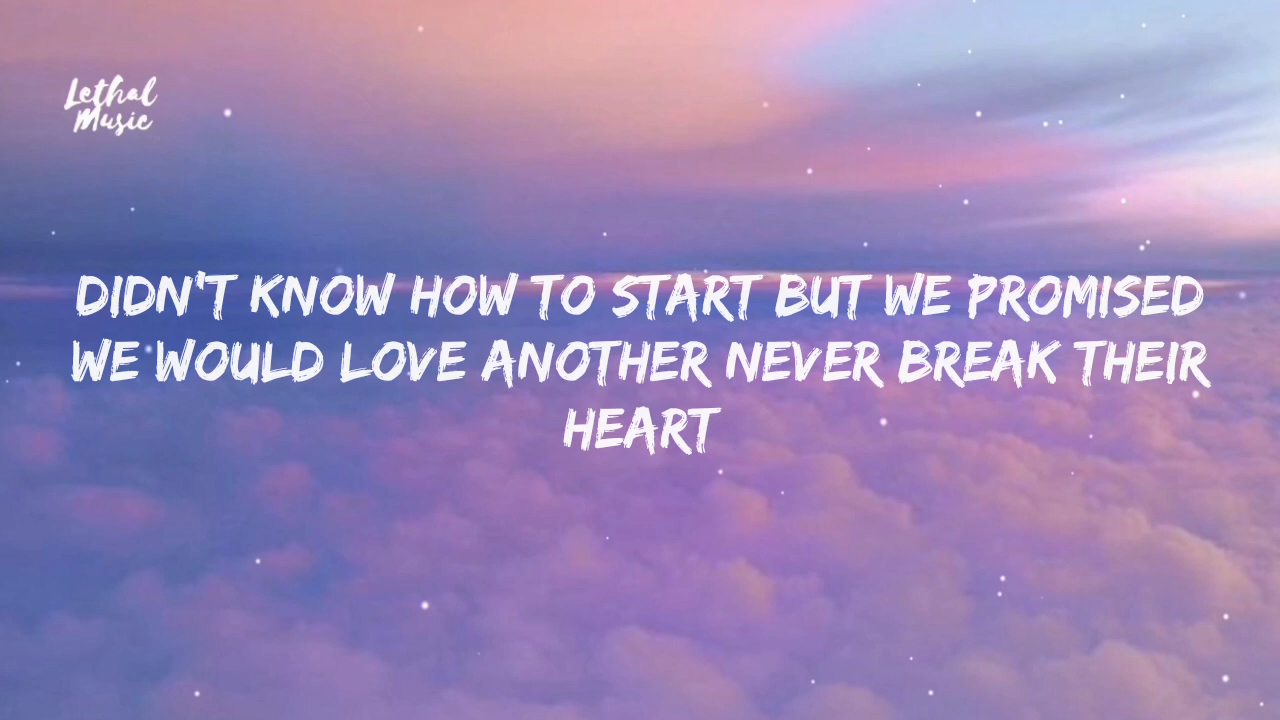 Lethal
Music
DIDN'T KNOW HOW TO START BUT WE PROMISED
WE WOULD LOVE ANOTHER NEVER BREAK THEIR
HEART